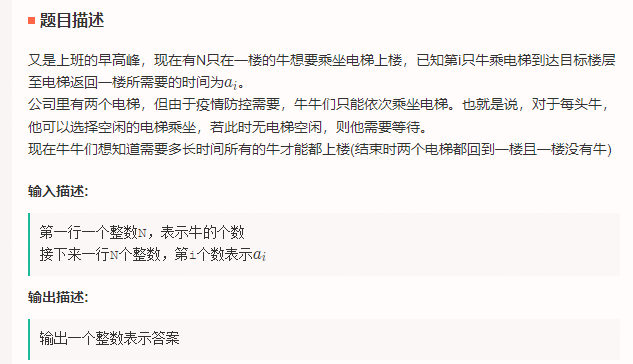 题目描述
又是上班的早高峰，现在有N只在一楼的牛想要乘坐电梯上楼，已知第i只牛乘电梯到达目标楼层
至电梯返回一楼所需要的时间为aᵢ。
公司里有两个电梯，但由于疫情防控需要，牛牛们只能依次乘坐电梯。也就是说，对于每头牛，
他可以选择空闲的电梯乘坐，若此时无电梯空闲，则他需要等待。
现在牛牛们想知道需要多长时间所有的牛才能都上楼(结束时两个电梯都回到一楼且一楼没有牛)
输入描述:
第一行一个整数N，表示牛的个数
接下来一行N个整数，第i个数表示aᵢ
输出描述:
输出一个整数表示答案